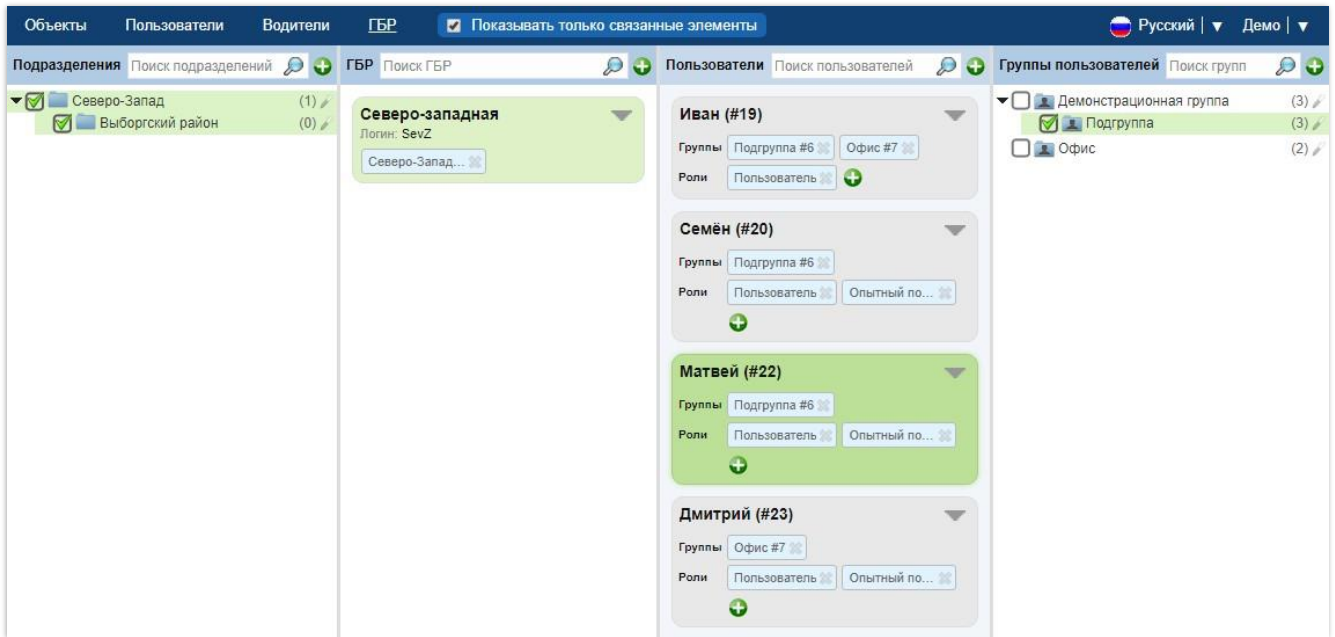 Объекты Пользователи Водители ГБР Показывать только связанные элементы Русский Демо
Подразделения Поиск подразделений
Северо-Запад (1)
Выборгский район (0)
ГБР Поиск ГБР
Северо-западная
Логин: SevZ
Северо-Запад...
Пользователи Поиск пользователей
Иван (#19)
Группы Подгруппа #6 Офис #7
Роли Пользователь
Семён (#20)
Группы Подгруппа #6
Роли Пользователь Опытный по...
Матвей (#22)
Группы Подгруппа #6
Роли Пользователь Опытный по...
Дмитрий (#23)
Группы Офис #7
Роли Пользователь Опытный по...
Группы пользователей Поиск групп
Демонстрационная группа (3)
Подгруппа (3)
Офис (2)